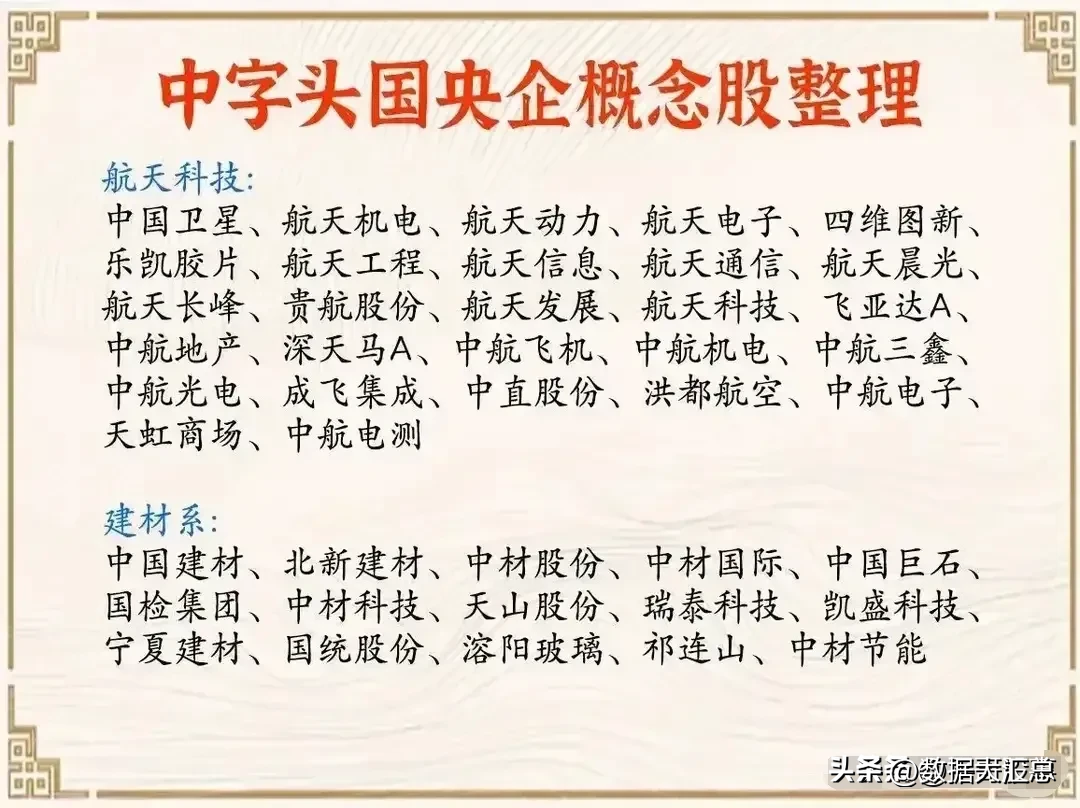 中字头国央企概念股整理
航天科技:
中国卫星、航天机电、航天动力、航天电子、四维图新、
乐凯胶片、航天工程、航天信息、航天通信、航天晨光、
航天长峰、贵航股份、航天发展、航天科技、飞亚达A、
中航地产、深天马A、中航飞机、中航机电、中航三鑫、
中航光电、成飞集成、中直股份、洪都航空、中航电子、
天虹商场、中航电测
建材系:
中国建材、北新建材、中材股份、中材国际、中国巨石、
国检集团、中材科技、天山股份、瑞泰科技、凯盛科技、
宁夏建材、国统股份、溶阳玻璃、祁连山、中材节能
头条@数据大汇总